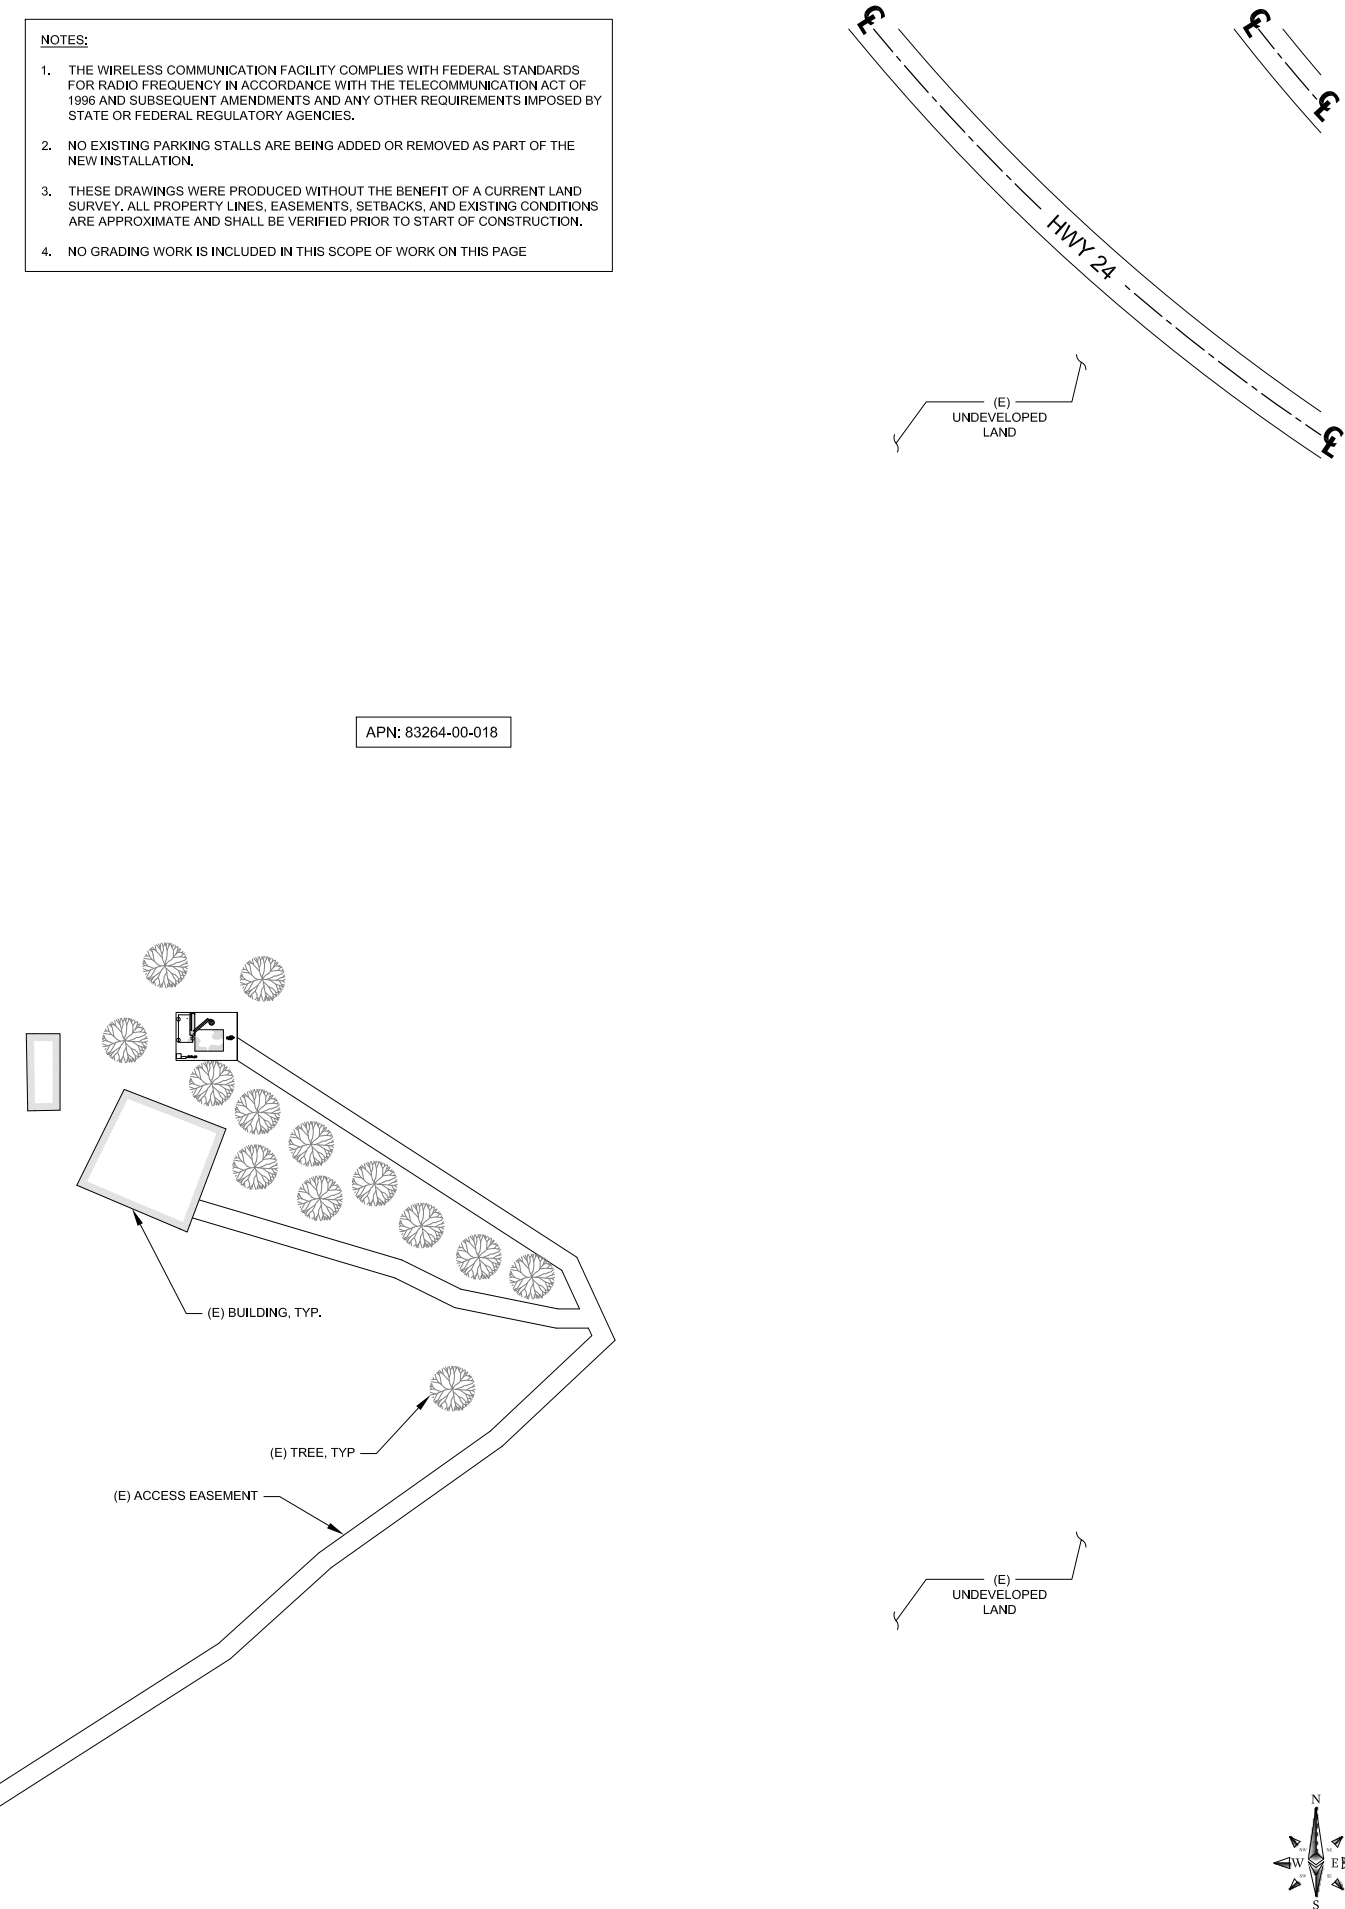 NOTES:
1. THE WIRELESS COMMUNICATION FACILITY COMPLIES WITH FEDERAL STANDARDS
FOR RADIO FREQUENCY IN ACCORDANCE WITH THE TELECOMMUNICATION ACT OF
1996 AND SUBSEQUENT AMENDMENTS AND ANY OTHER REQUIREMENTS IMPOSED BY
STATE OR FEDERAL REGULATORY AGENCIES.
2. NO EXISTING PARKING STALLS ARE BEING ADDED OR REMOVED AS PART OF THE
NEW INSTALLATION.
3. THESE DRAWINGS WERE PRODUCED WITHOUT THE BENEFIT OF A CURRENT LAND
SURVEY. ALL PROPERTY LINES, EASEMENTS, SETBACKS, AND EXISTING CONDITIONS
ARE APPROXIMATE AND SHALL BE VERIFIED PRIOR TO START OF CONSTRUCTION.
4. NO GRADING WORK IS INCLUDED IN THIS SCOPE OF WORK ON THIS PAGE
℄
℄
℄
HWY 24
℄
(E)
UNDEVELOPED
LAND
APN: 83264-00-018
(E) BUILDING, TYP.
(E) TREE, TYP
(E) ACCESS EASEMENT
(E)
UNDEVELOPED
LAND
N
NW NE
W E
SW SE
S